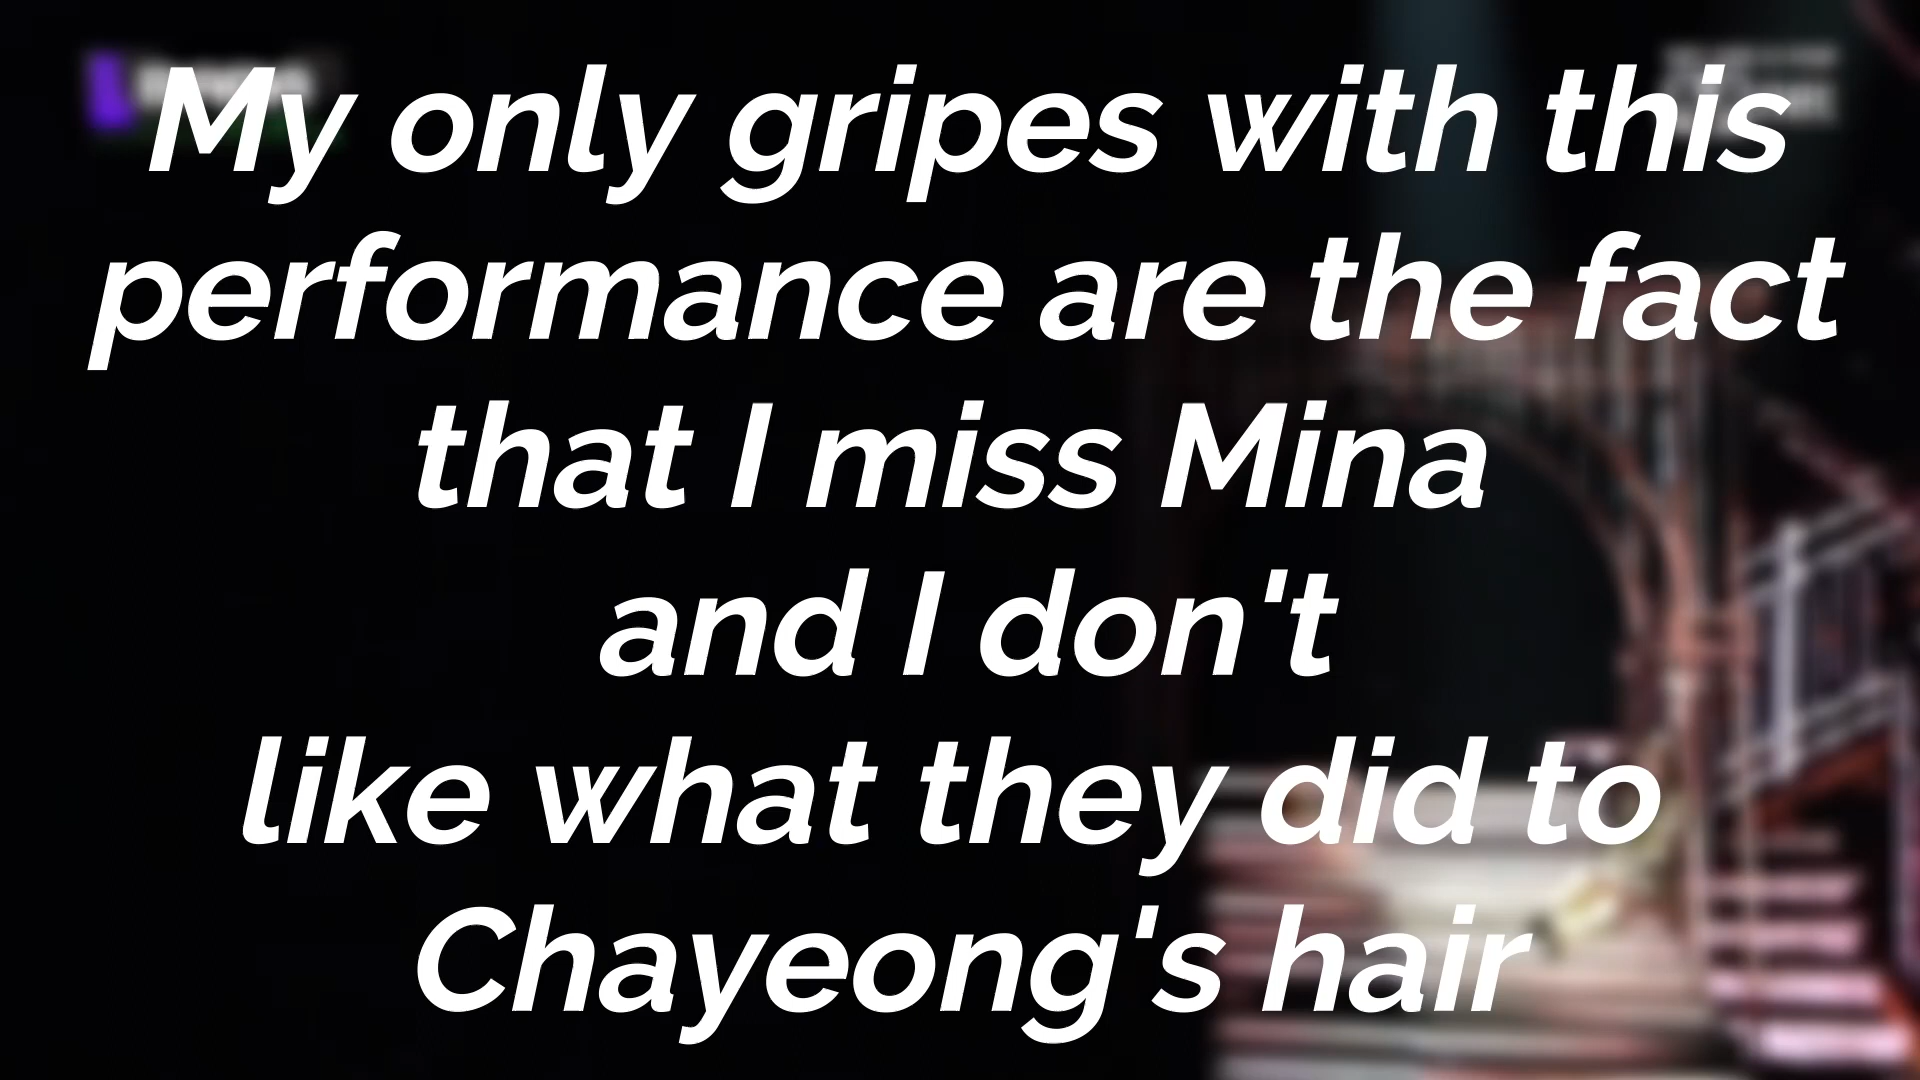 My only gripes with this
performance are the fact
that I miss Mina
and I don't
like what they did to
Chayeong's hair